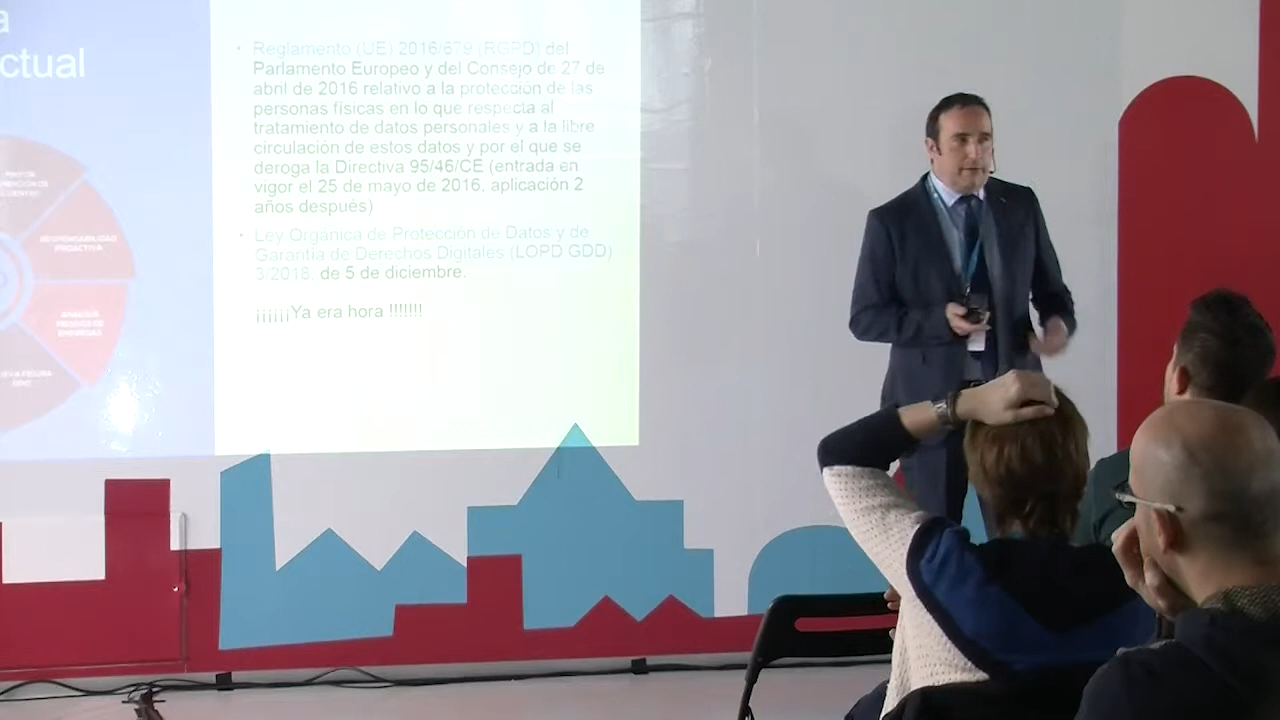 a
ctual
• Reglamento (UE) 2016/679 (RGPD) del
Parlamento Europeo y del Consejo de 27 de
abril de 2016 relativo a la protección de las
personas físicas en lo que respecta al
tratamiento de datos personales y a la libre
circulación de estos datos y por el que se
deroga la Directiva 95/46/CE (entrada en
vigor el 25 de mayo de 2016, aplicación 2
años después)
• Ley Orgánica de Protección de Datos y de
Garantía de Derechos Digitales (LOPD GDD)
3/2018, de 5 de diciembre.
¡¡¡¡¡¡Ya era hora !!!!!!!
RESPONSABILIDAD
PROACTIVA